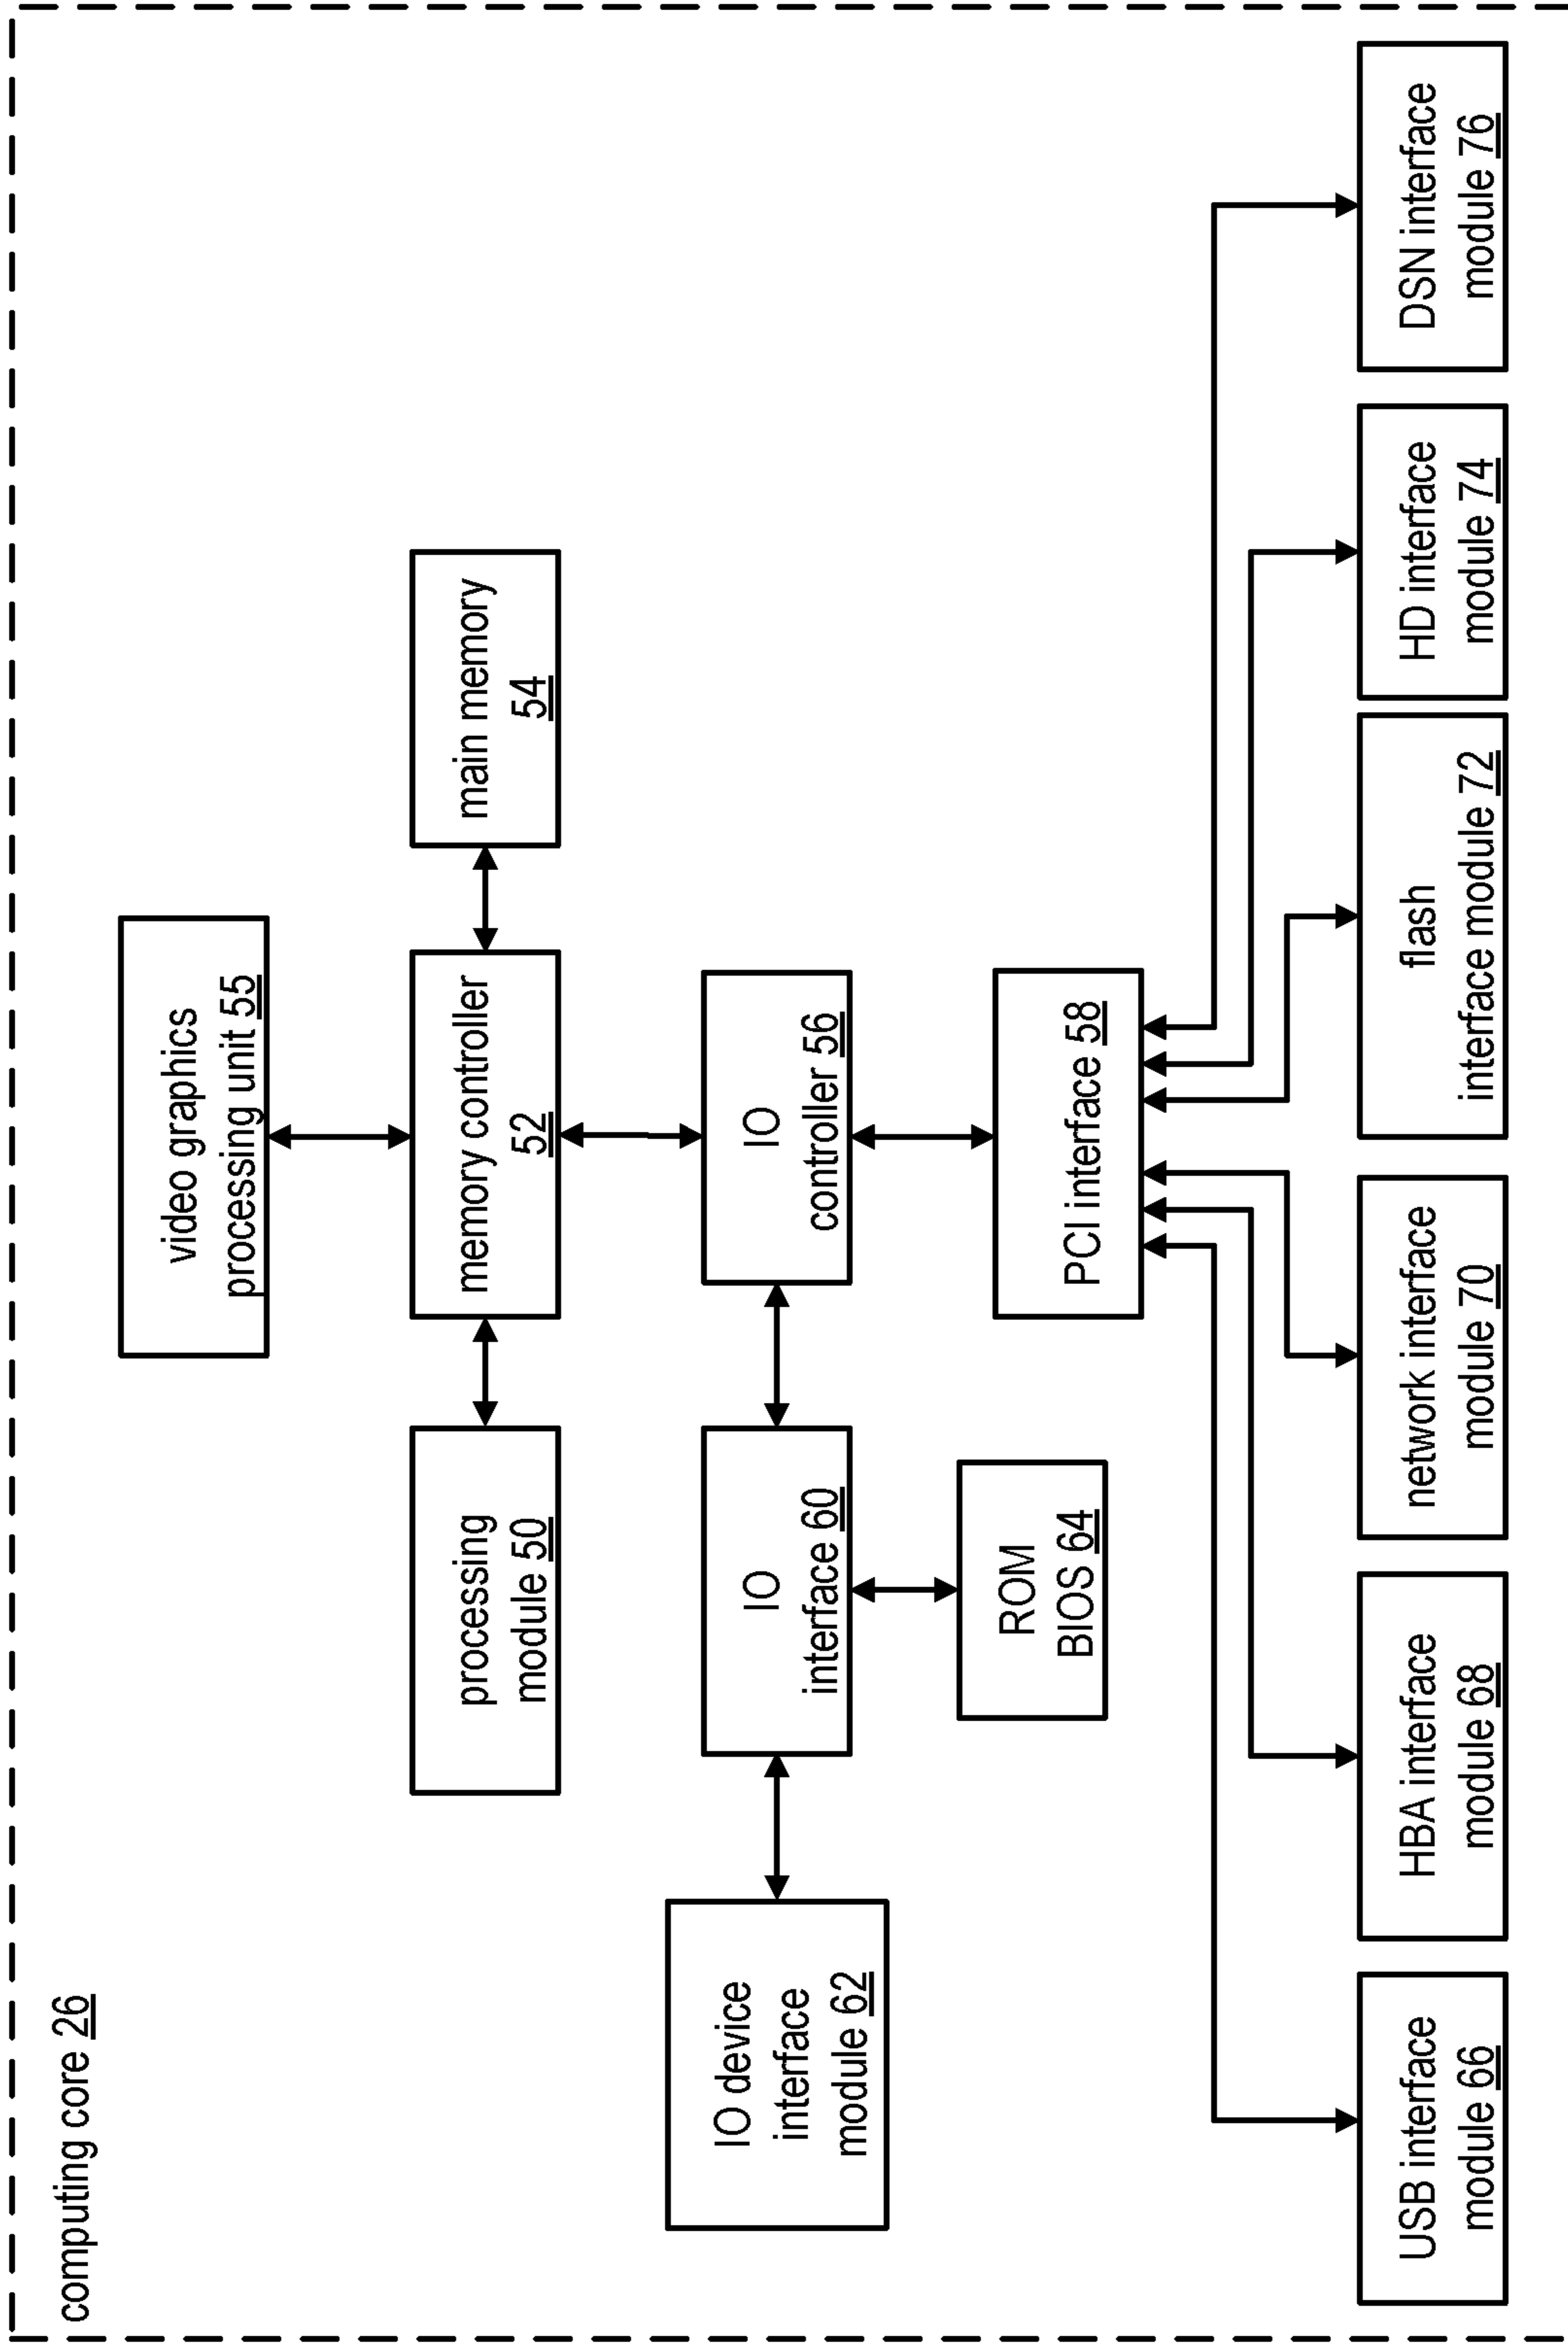 computing core 26
video graphics
processing unit 55
processing
module 50
memory controller
52
main memory
54
IO device
interface
module 62
IO
interface 60
IO
controller 56
ROM
BIOS 64
PCI interface 58
USB interface
module 66
HBA interface
module 68
network interface
module 70
flash
interface module 72
HD interface
module 74
DSN interface
module 76